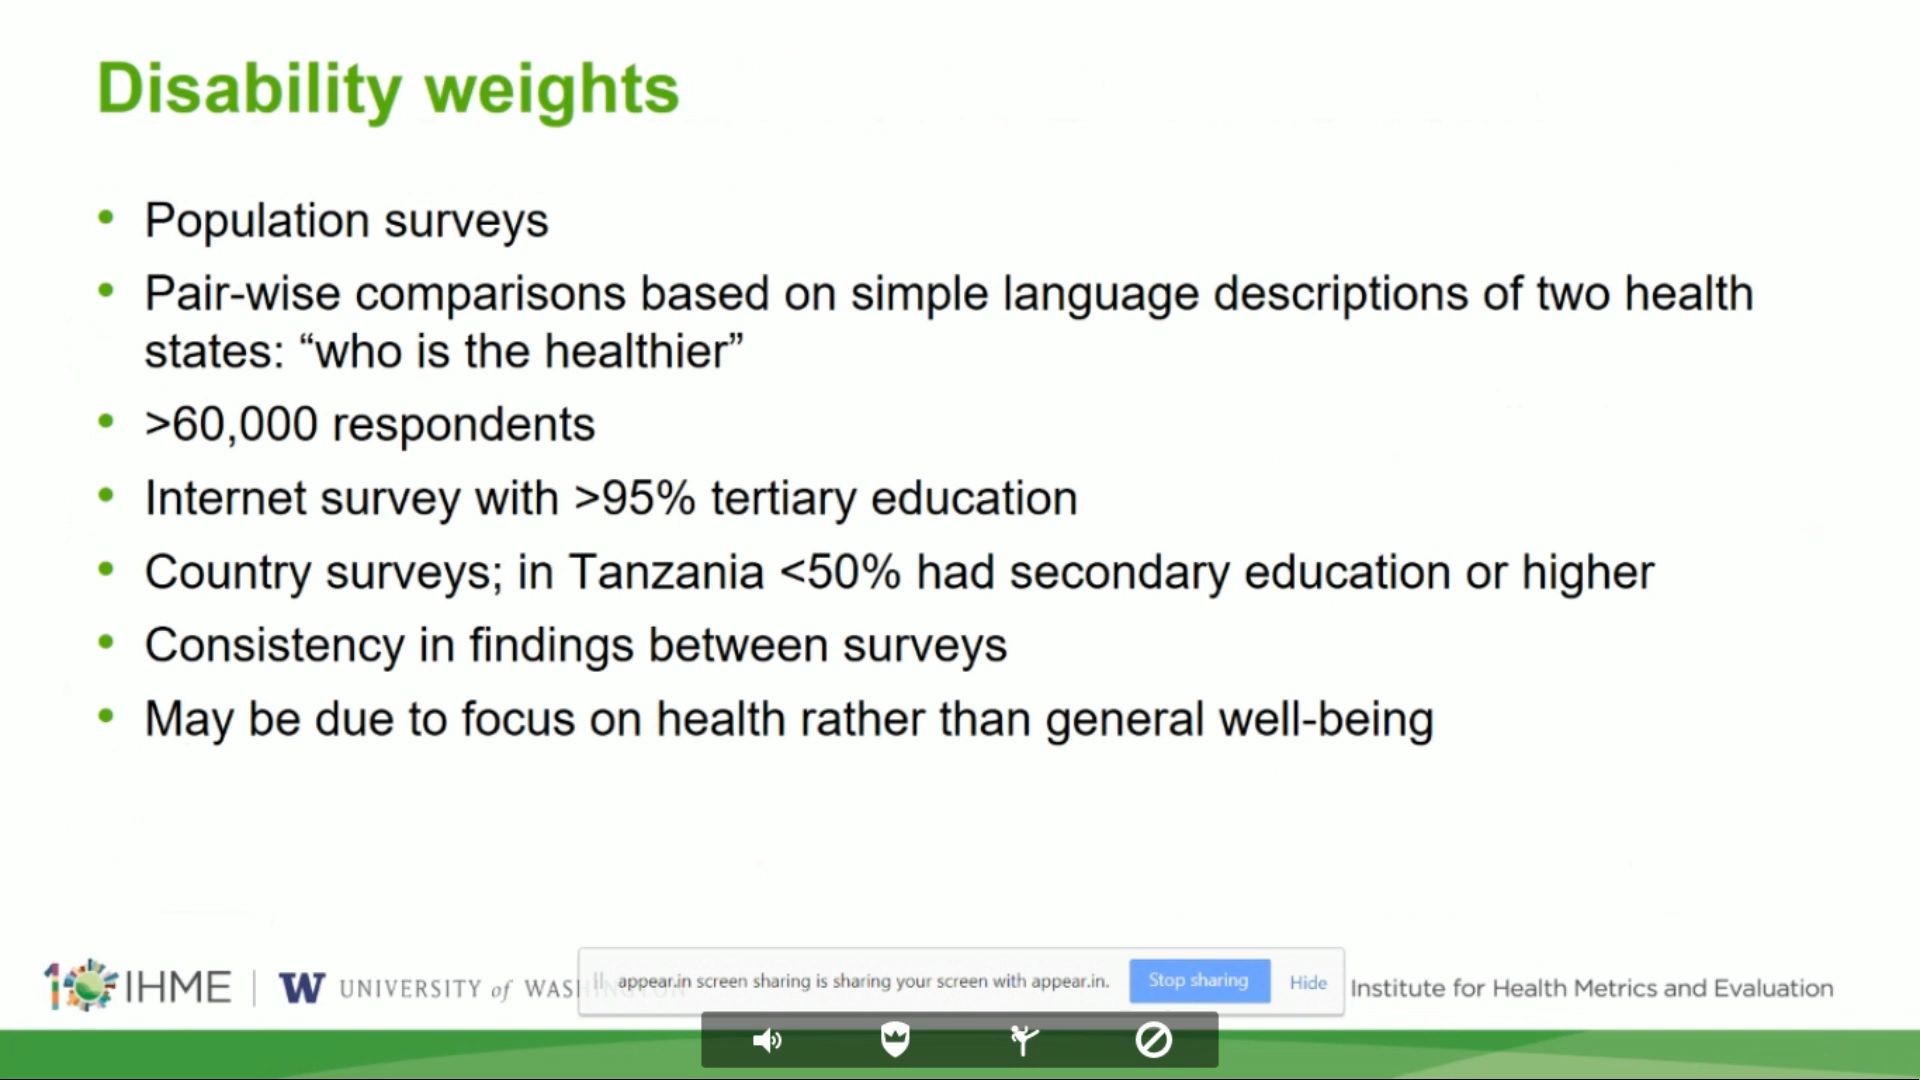 Disability weights
• Population surveys
• Pair-wise comparisons based on simple language descriptions of two health
states: “who is the healthier”
• >60,000 respondents
• Internet survey with >95% tertiary education
• Country surveys; in Tanzania <50% had secondary education or higher
• Consistency in findings between surveys
• May be due to focus on health rather than general well-being
10 IHME | W UNIVERSITY of WASHINGTON
appear.in screen sharing is sharing your screen with appear.in. Stop sharing Hide
Institute for Health Metrics and Evaluation